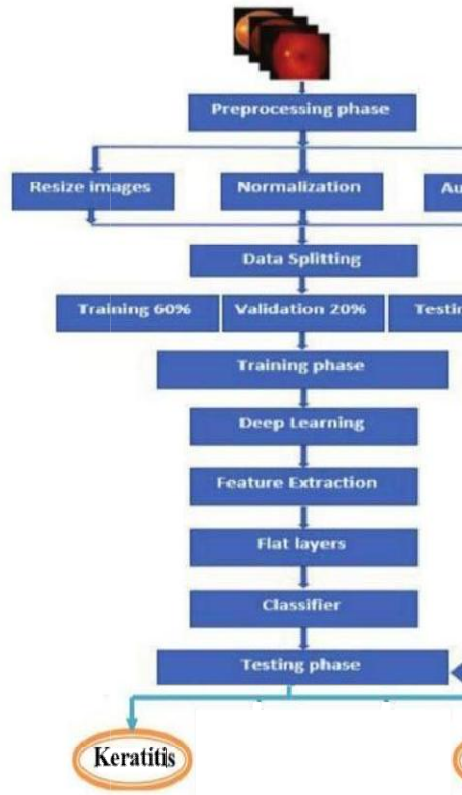 Preprocessing phase
Resize images
Normalization
Au
Data Splitting
Training 60%
Validation 20%
Testin
Training phase
Deep Learning
Feature Extraction
Flat layers
Classifier
Testing phase
Keratitis